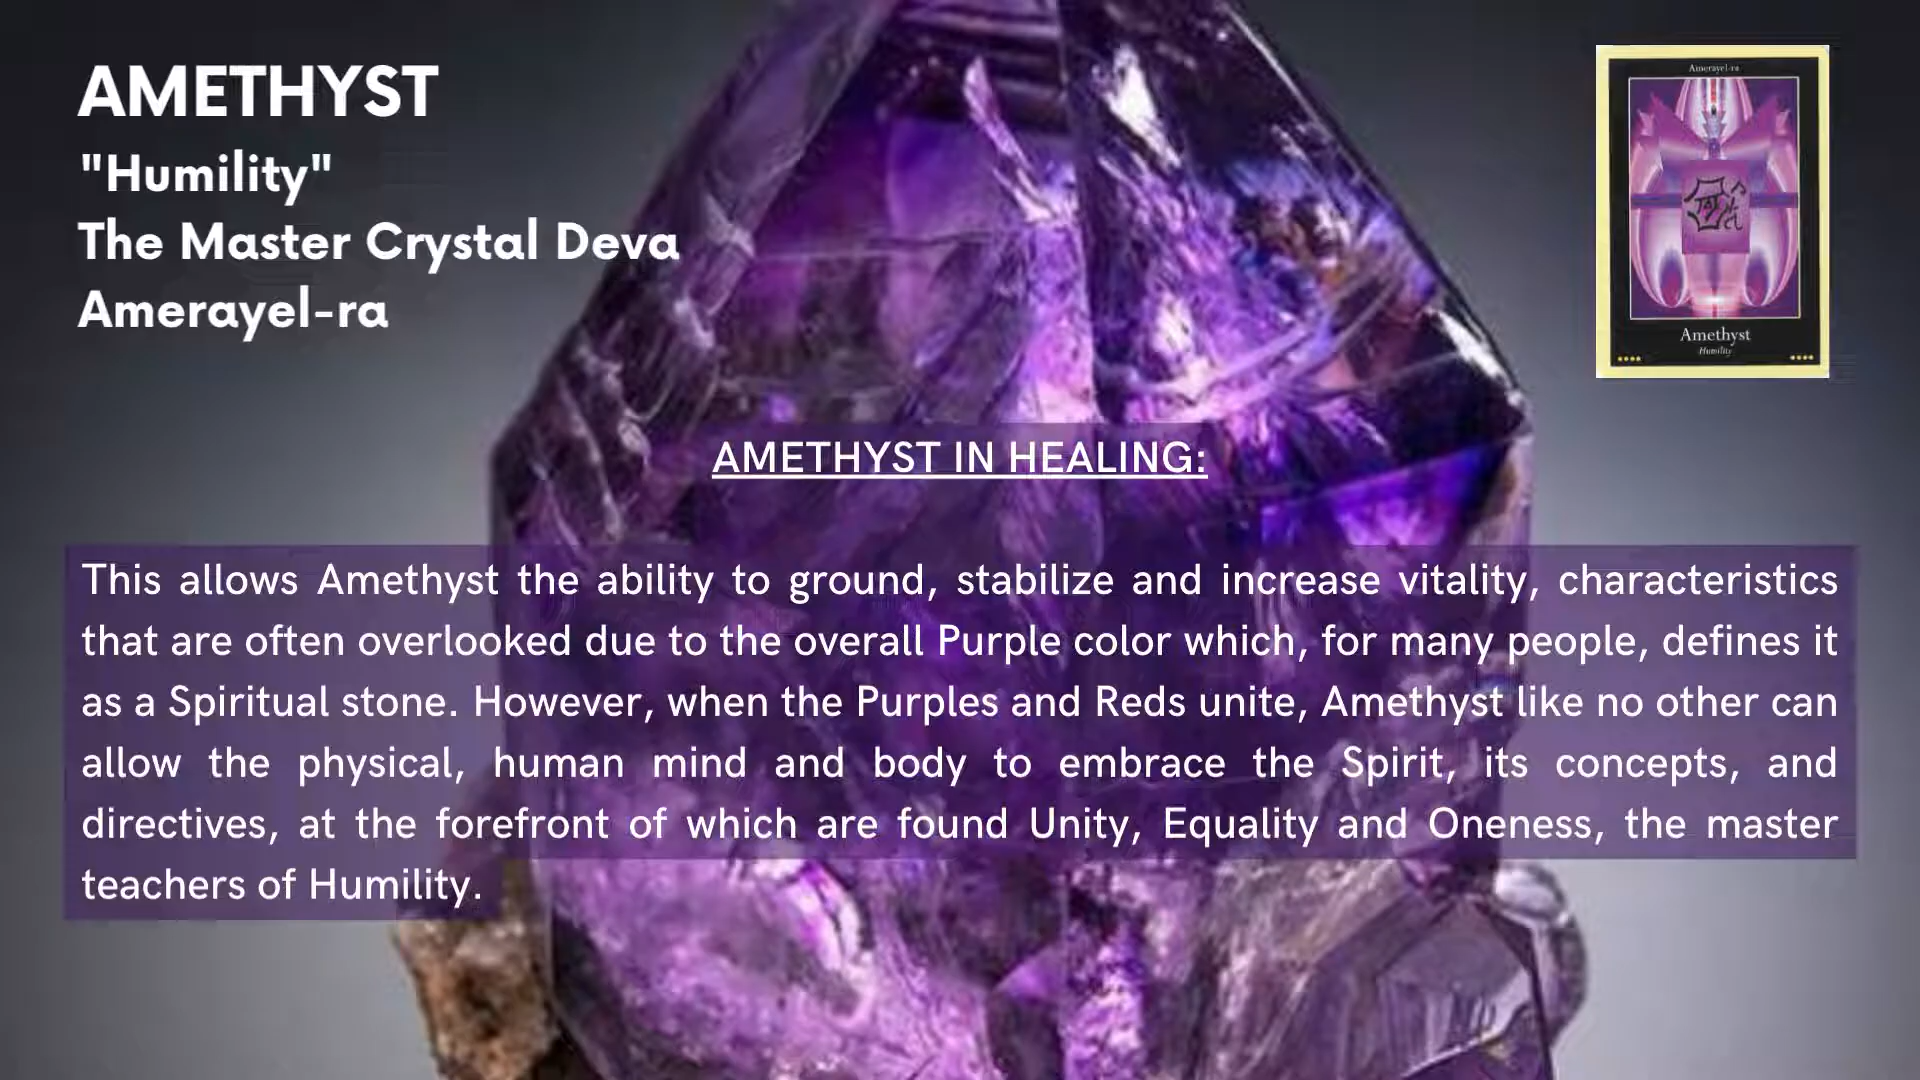 AMETHYST
"Humility"
The Master Crystal Deva
Amerayel-ra
Amerayel-ra
Amethyst
Humility
AMETHYST IN HEALING:
This allows Amethyst the ability to ground, stabilize and increase vitality, characteristics
that are often overlooked due to the overall Purple color which, for many people, defines it
as a Spiritual stone. However, when the Purples and Reds unite, Amethyst like no other can
allow the physical, human mind and body to embrace the Spirit, its concepts, and
directives, at the forefront of which are found Unity, Equality and Oneness, the master
teachers of Humility.